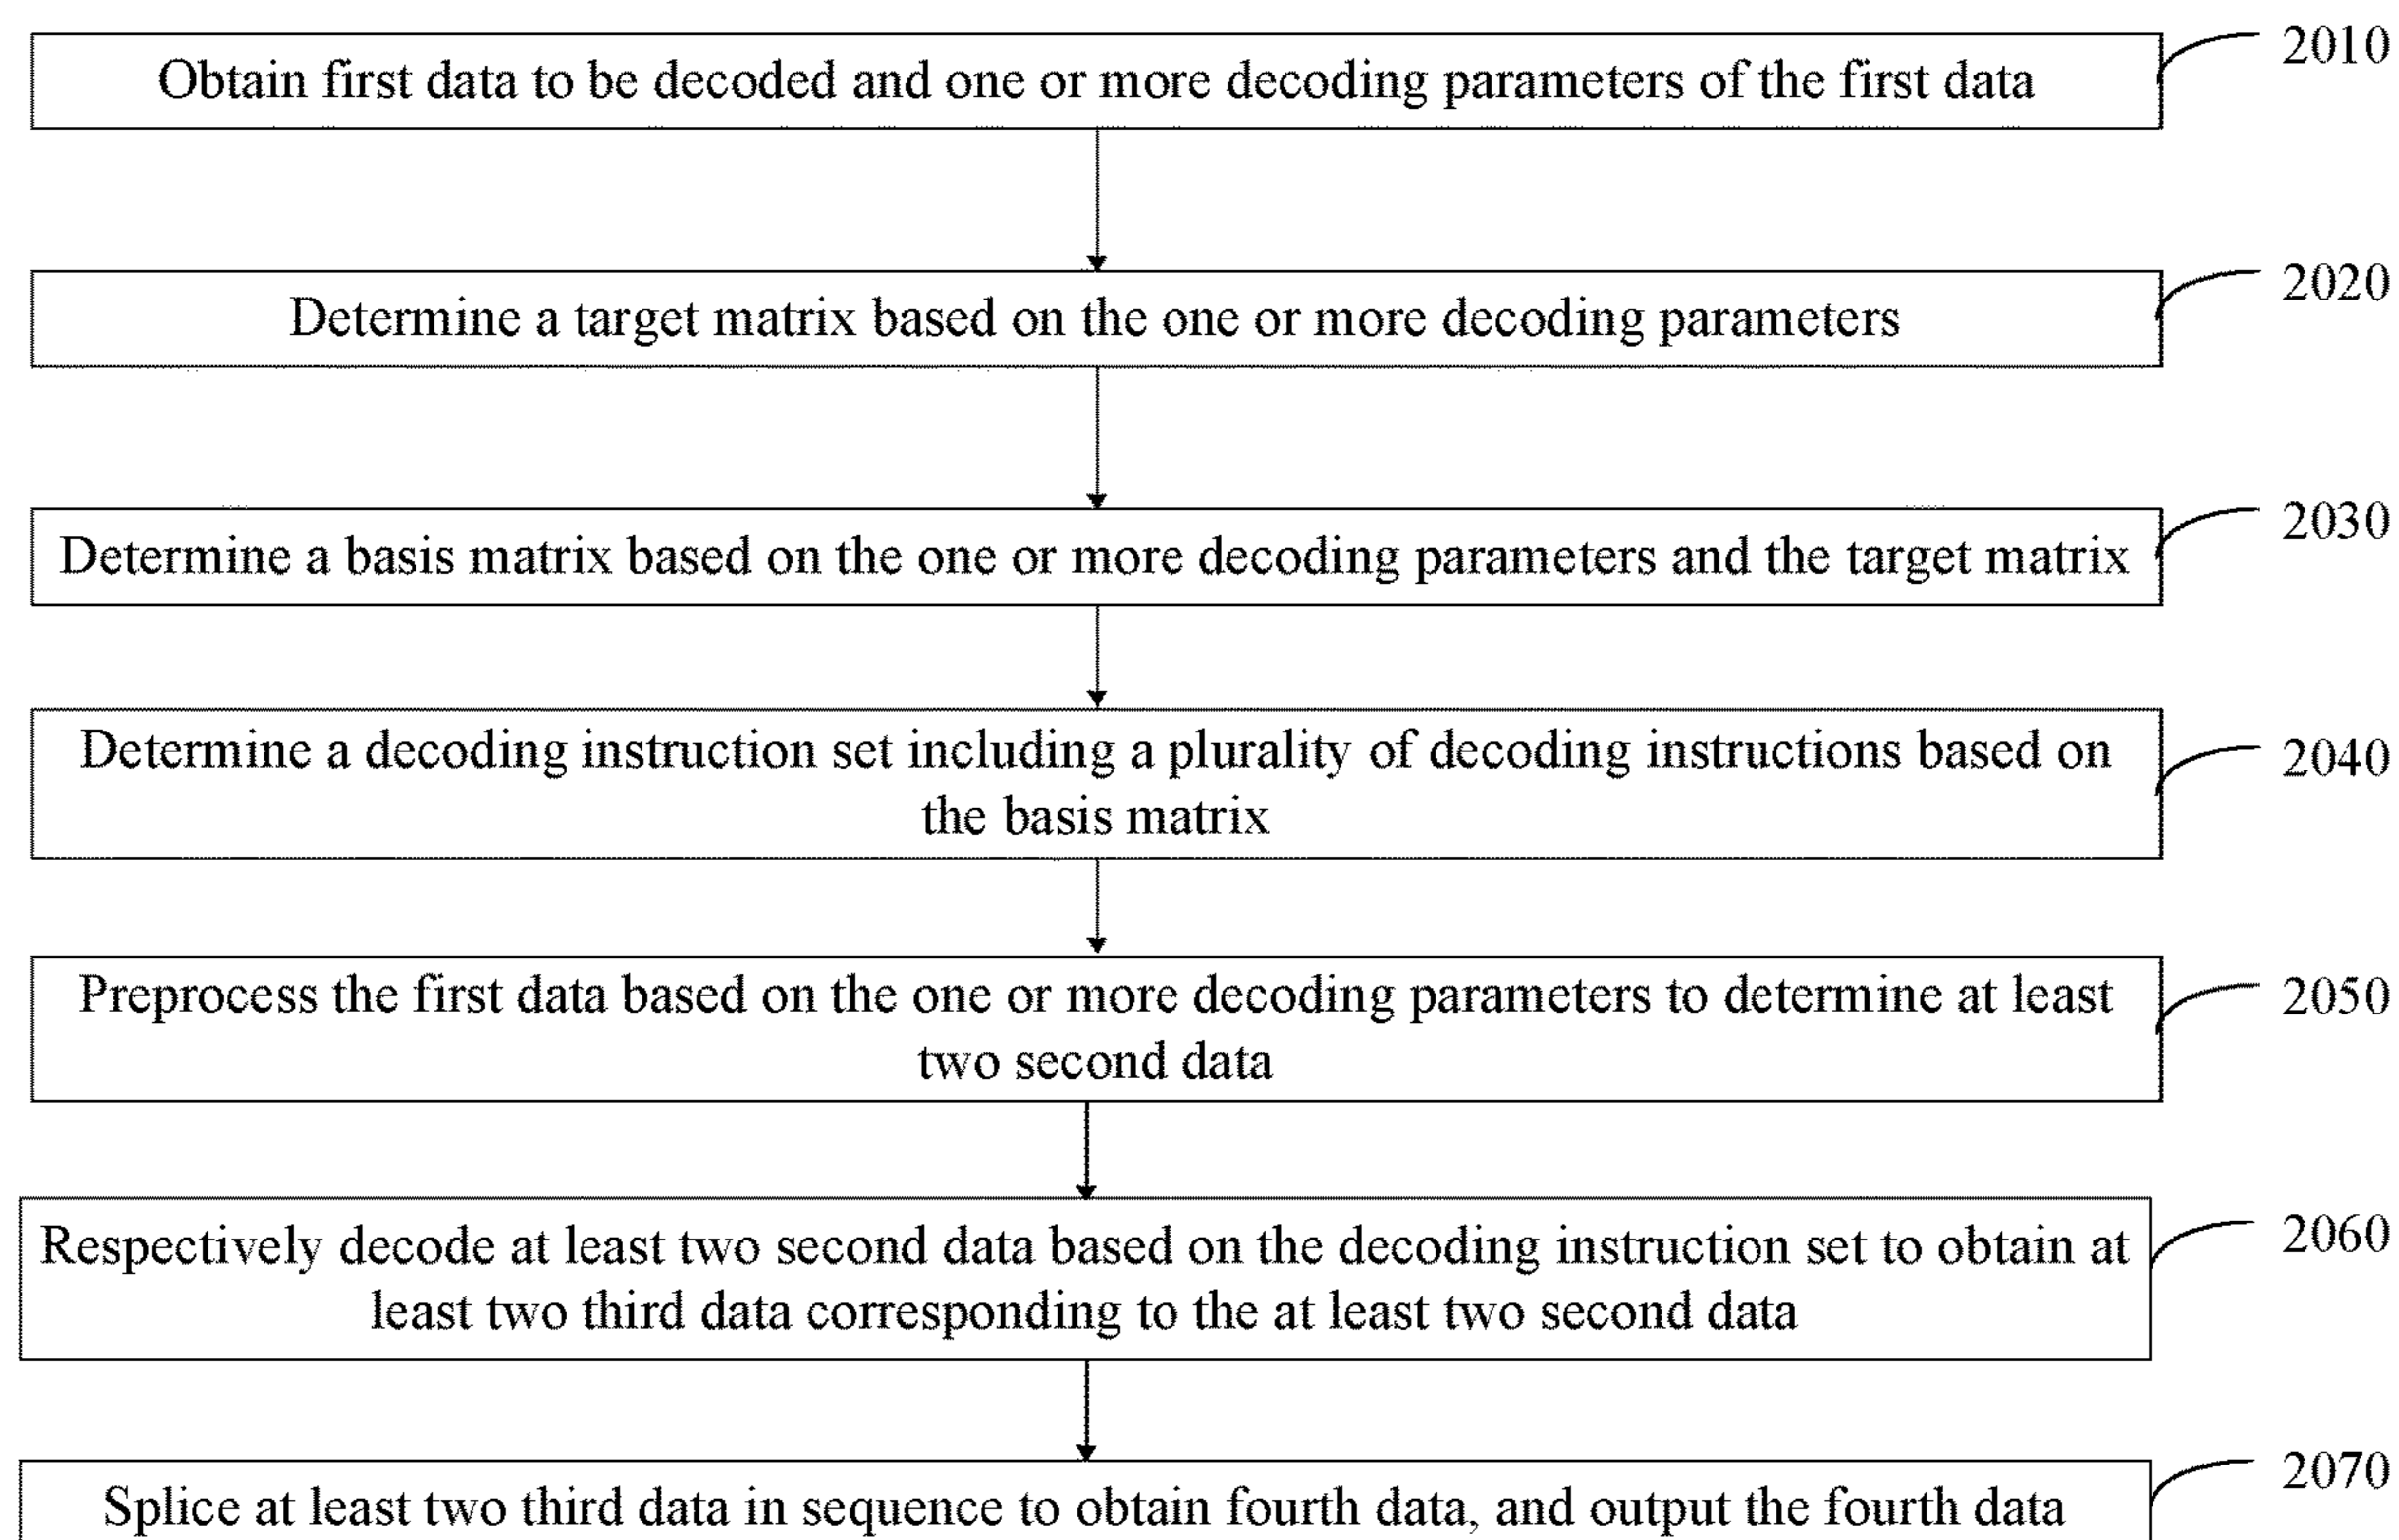 2010
Obtain first data to be decoded and one or more decoding parameters of the first data
2020
Determine a target matrix based on the one or more decoding parameters
2030
Determine a basis matrix based on the one or more decoding parameters and the target matrix
2040
Determine a decoding instruction set including a plurality of decoding instructions based on
the basis matrix
2050
Preprocess the first data based on the one or more decoding parameters to determine at least
two second data
2060
Respectively decode at least two second data based on the decoding instruction set to obtain at
least two third data corresponding to the at least two second data
2070
Splice at least two third data in sequence to obtain fourth data, and output the fourth data